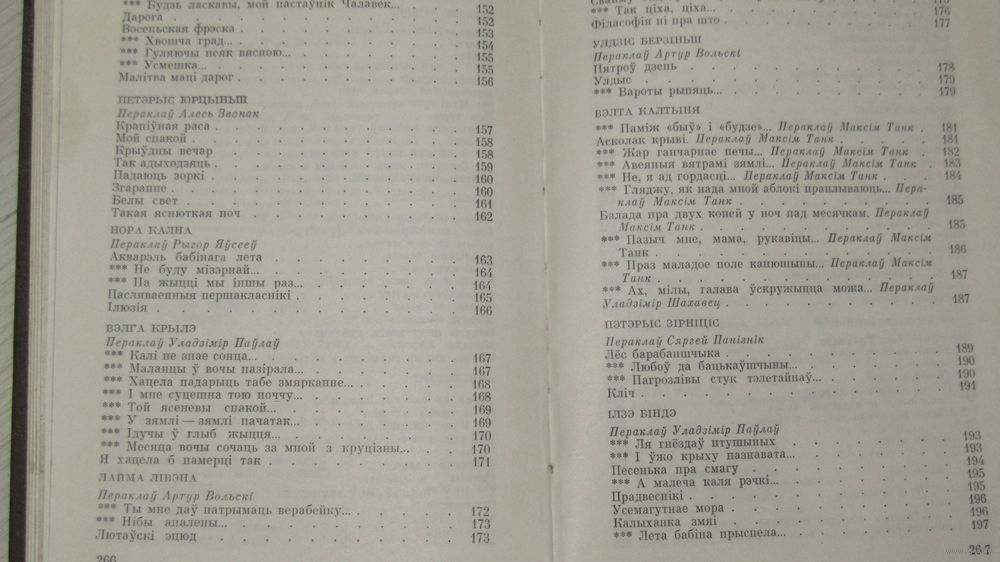 *** Будзь ласкавы, мой пастаўнік Чалавек... 152
Дарога 152
Восеньская фрэска 153
*** Хвошча град... 154
*** Гуляючы неяк вясною... 155
*** Усмешка... 155
Малітва маці дарог 156
ПЕТЭРЫС ЮРЦЫНЬШ
Пераклаў Алесь Звонак
Крапіўная раса 157
Мой спакой 158
Крыўдны вечар 158
Так адыходзяць 159
Падаюць зоркі 160
Згаранне 160
Белы свет 161
Такая яснюткая ноч 162
НОРА КАЛНА
Пераклаў Рыгор Яўсееў
Акварэль бабінага лета 163
*** Не буду мізэрнай... 164
*** Па жыцці мы іншы раз... 164
Пасляваенныя першакласнікі 165
Ілюзія 166
ВЭЛГА КРЫЛЭ
Пераклаў Уладзімір Паўлаў
*** Калі не знае сонца... 167
*** Маланцы ў вочы пазірала... 167
*** Хацела падарыць табе змярканне... 168
*** І мне суцешна тою ноччу... 168
*** Той ясеневы спакой... 169
*** У зямлі — зямлі пачатак... 169
*** Ідучы ў глыб жыцця... 170
*** Месяца вочы сочаць за мной з круцізны... 170
Я хацела б памерці так 171
ЛАЙМА ЛІВЭНА
Пераклаў Артур Вольскі
*** Ты мне даў патрымаць верабейку... 172
*** Нібы апалены... 173
Лютаўскі эцюд 173
266
*** Так ціха, ціха... 176
Філасофія ні пра што 177
УЛДЗІС БЕРЗІНЬШ
Пераклаў Артур Вольскі
Пятроў дзень 178
Улдыс 179
*** Вароты рыпяць... 179
ВЭЛТА КАЛТЫНЯ
*** Паміж «быў» і «будзе»... Пераклаў Максім Танк 181
Асколак крыві. Пераклаў Максім Танк 181
*** Жар ганчарнае печы... Пераклаў Максім Танк 182
*** Авеяныя вятрамі зямлі... Пераклаў Максім Танк 183
*** Не, я ад гордасці... Пераклаў Максім Танк 184
*** Гляджу, як нада мной аблокі праплываюць... Пера-
клаў Максім Танк 185
Балада пра двух коней у ноч пад месячкам. Пераклаў
Максім Танк 185
*** Пазыч мне, мама, рукавіцы... Пераклаў Максім
Танк 186
*** Праз маладое поле канюшыны... Пераклаў Максім
Танк 187
*** Ах, мілы, галава ўскружыцца можа... Пераклаў
Уладзімір Шахавец 187
ПЭТЭРЫС ЗІРНІЦІС
Пераклаў Сяргей Панізнік
Лёс барабаншчыка 189
*** Любоў да бацькаўшчыны... 190
*** Пагрозлівы стук тэлетайпаў... 190
Кліч 191
ІЛЗЭ БІНДЭ
Пераклаў Уладзімір Паўлаў
*** Ля гнёздаў птушыных 193
*** І ўжо крыху пазнавата... 193
Песенька пра смагу 194
*** А малеча каля рэчкі... 195
Прадвеснікі 195
Усемагутнае мора 196
Калыханка змяі 196
*** Лета бабіна прыспела... 197
267